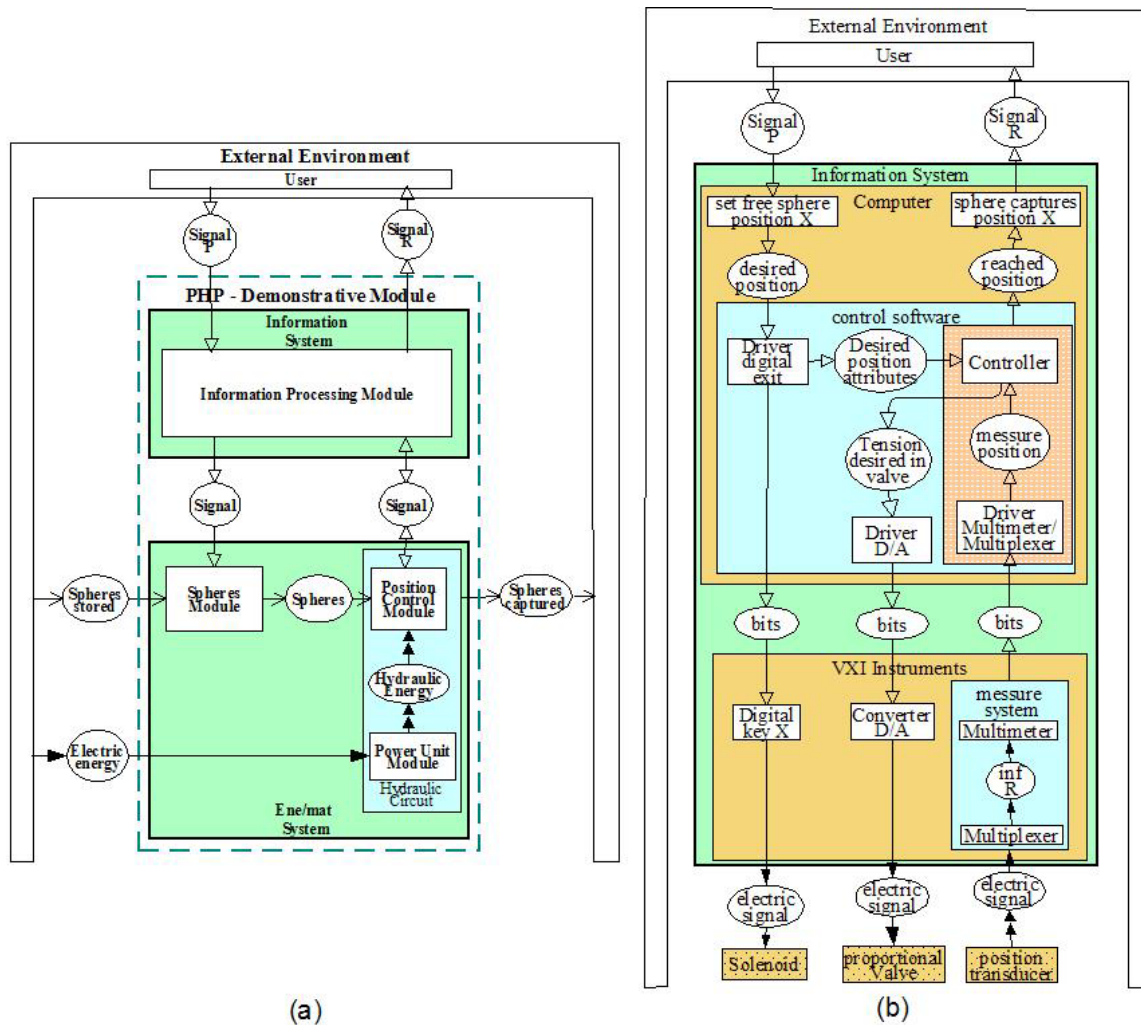 External Environment
User
Signal
P
Signal
R
PHP - Demonstrative Module
Information
System
Information Processing Module
Signal
Signal
Spheres
stored
Spheres
Module
Spheres
Position
Control
Module
Spheres
captured
Hydraulic
Energy
Electric
energy
Power Unit
Module
Hydraulic
Circuit
Ene/mat
System
(a)
External Environment
User
Signal
P
Signal
R
Information System
Computer
set free sphere
position X
sphere captures
position X
desired
position
reached
position
control software
Driver
digital
exit
Desired
position
attributes
Controller
Tension
desired in
valve
messure
position
Driver
D/A
Driver
Multimeter/
Multiplexer
bits
bits
bits
VXI Instruments
Digital
key X
Converter
D/A
messure
system
Multimeter
inf
R
Multiplexer
electric
signal
electric
signal
electric
signal
Solenoid
proportional
Valve
position
transducer
(b)